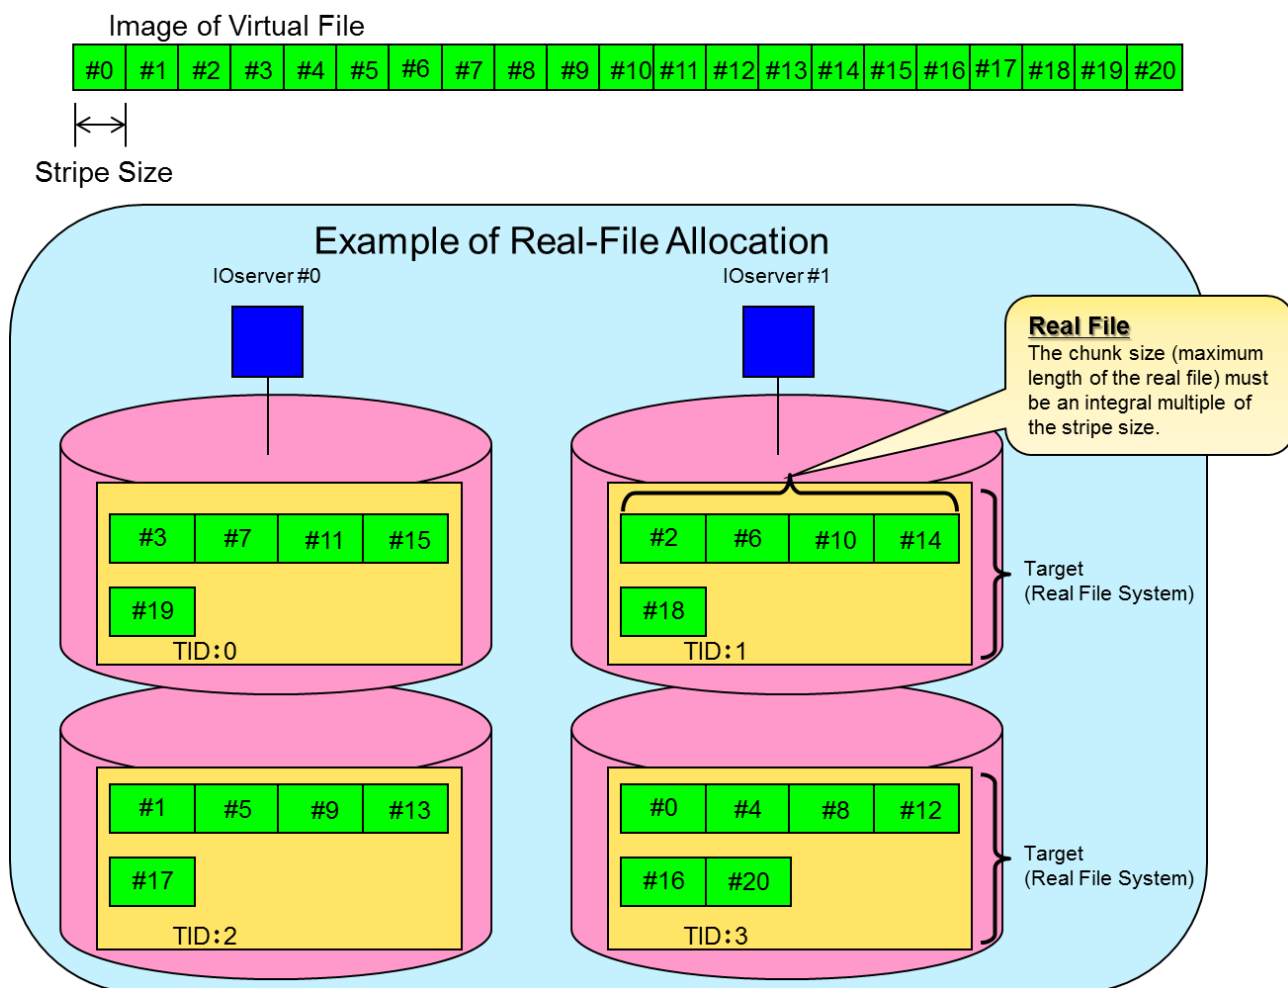 Image of Virtual File
#0 #1 #2 #3 #4 #5 #6 #7 #8 #9 #10 #11 #12 #13 #14 #15 #16 #17 #18 #19 #20
Stripe Size
Example of Real-File Allocation
IOserver #0
IOserver #1
Real File
The chunk size (maximum
length of the real file) must
be an integral multiple of
the stripe size.
#3 #7 #11 #15
#19
TID:0
#2 #6 #10 #14
#18
TID:1
Target
(Real File System)
#1 #5 #9 #13
#17
TID:2
#0 #4 #8 #12
#16 #20
TID:3
Target
(Real File System)